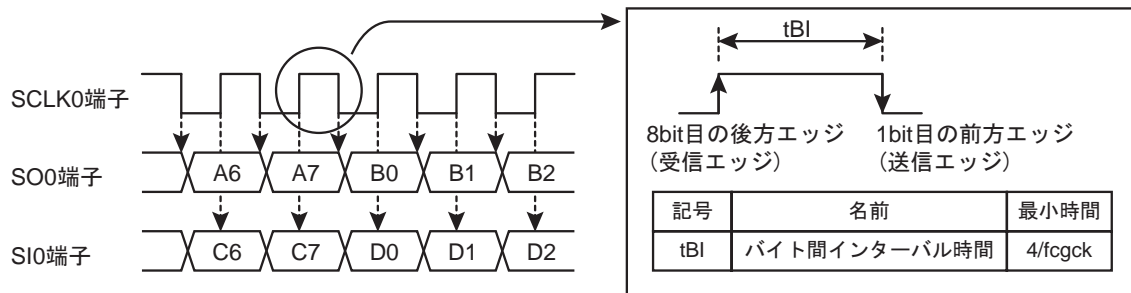 SCLK0端子
SO0端子
A6 A7 B0 B1 B2
SI0端子
C6 C7 D0 D1 D2
tBI
8bit目の後方エッジ
(受信エッジ)
1bit目の前方エッジ
(送信エッジ)
記号 名前 最小時間
tBI バイト間インターバル時間 4/fcgck